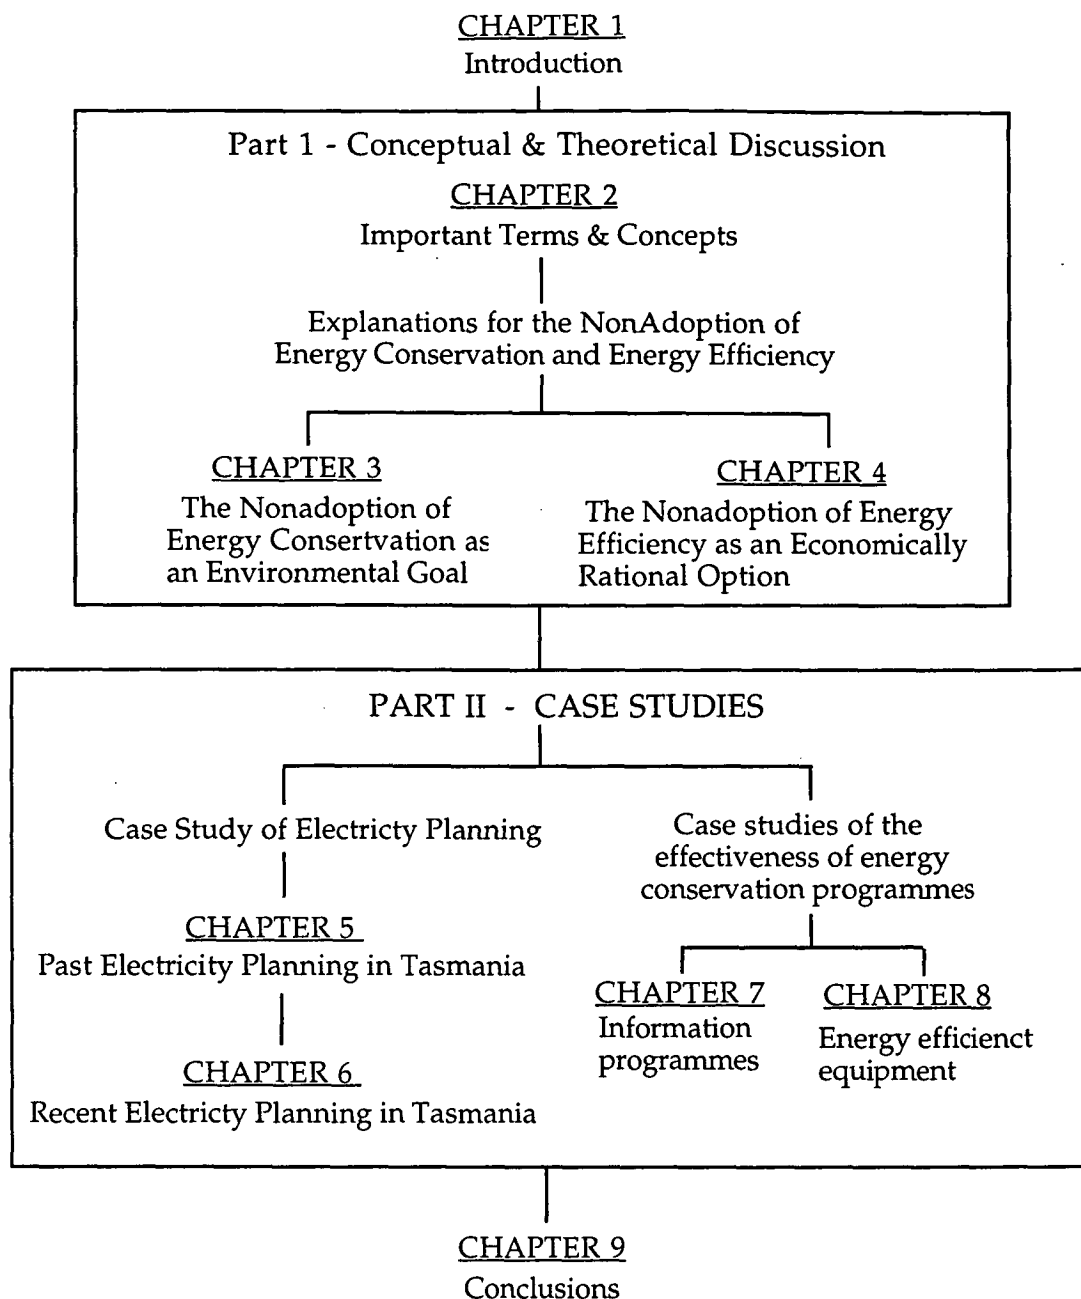 CHAPTER 1
Introduction
Part 1 - Conceptual & Theoretical Discussion
CHAPTER 2
Important Terms & Concepts
Explanations for the NonAdoption of
Energy Conservation and Energy Efficiency
CHAPTER 3
The Nonadoption of
Energy Consertvation as
an Environmental Goal
CHAPTER 4
The Nonadoption of Energy
Efficiency as an Economically
Rational Option
PART II - CASE STUDIES
Case Study of Electricty Planning
CHAPTER 5
Past Electricity Planning in Tasmania
CHAPTER 6
Recent Electricty Planning in Tasmania
Case studies of the
effectiveness of energy
conservation programmes
CHAPTER 7
Information
programmes
CHAPTER 8
Energy efficienct
equipment
CHAPTER 9
Conclusions